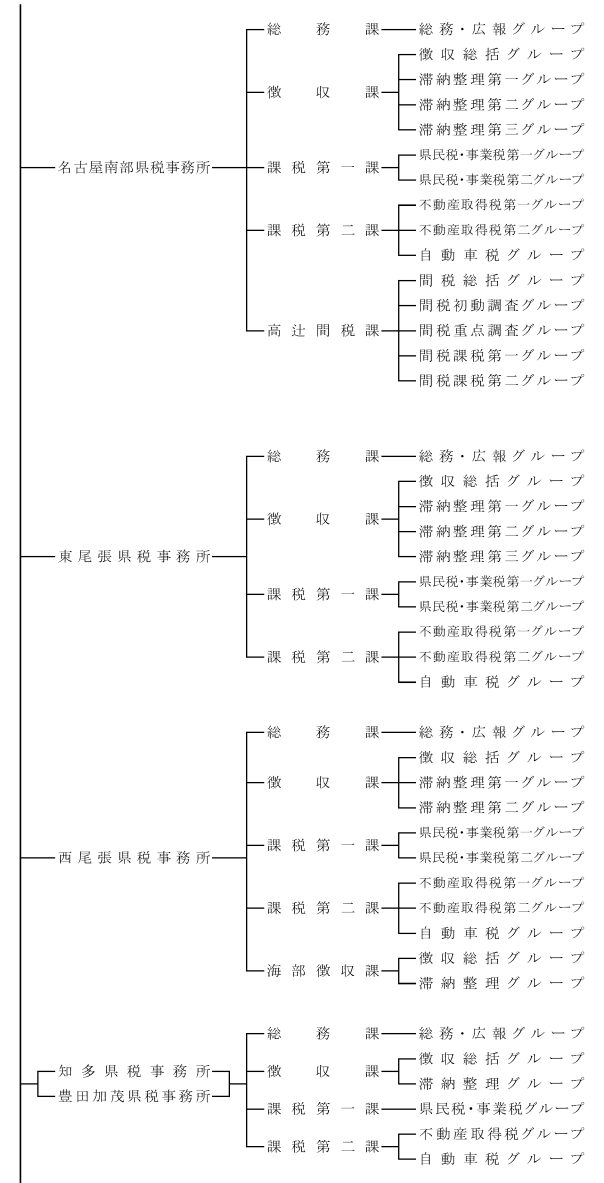 総務課 総務・広報グループ
徴収総括グループ
滞納整理第一グループ
徴収課
滞納整理第二グループ
滞納整理第三グループ
県民税・事業税第一グループ
名古屋南部県税事務所 課税第一課
県民税・事業税第二グループ
不動産取得税第一グループ
課税第二課 不動産取得税第二グループ
自動車税グループ
間税総括グループ
間税初動調査グループ
高辻間税課 間税重点調査グループ
間税課税第一グループ
間税課税第二グループ
総務課 総務・広報グループ
徴収総括グループ
滞納整理第一グループ
徴収課
滞納整理第二グループ
滞納整理第三グループ
東尾張県税事務所
県民税・事業税第一グループ
課税第一課
県民税・事業税第二グループ
不動産取得税第一グループ
課税第二課 不動産取得税第二グループ
自動車税グループ
総務課 総務・広報グループ
徴収総括グループ
徴収課 滞納整理第一グループ
滞納整理第二グループ
県民税・事業税第一グループ
課税第一課
西尾張県税事務所 県民税・事業税第二グループ
不動産取得税第一グループ
課税第二課 不動産取得税第二グループ
自動車税グループ
徴収総括グループ
海部徴収課
滞納整理グループ
総務課 総務・広報グループ
徴収総括グループ
知多県税事務所 徴収課
滞納整理グループ
豊田加茂県税事務所
課税第一課 県民税・事業税グループ
不動産取得税グループ
課税第二課
自動車税グループ